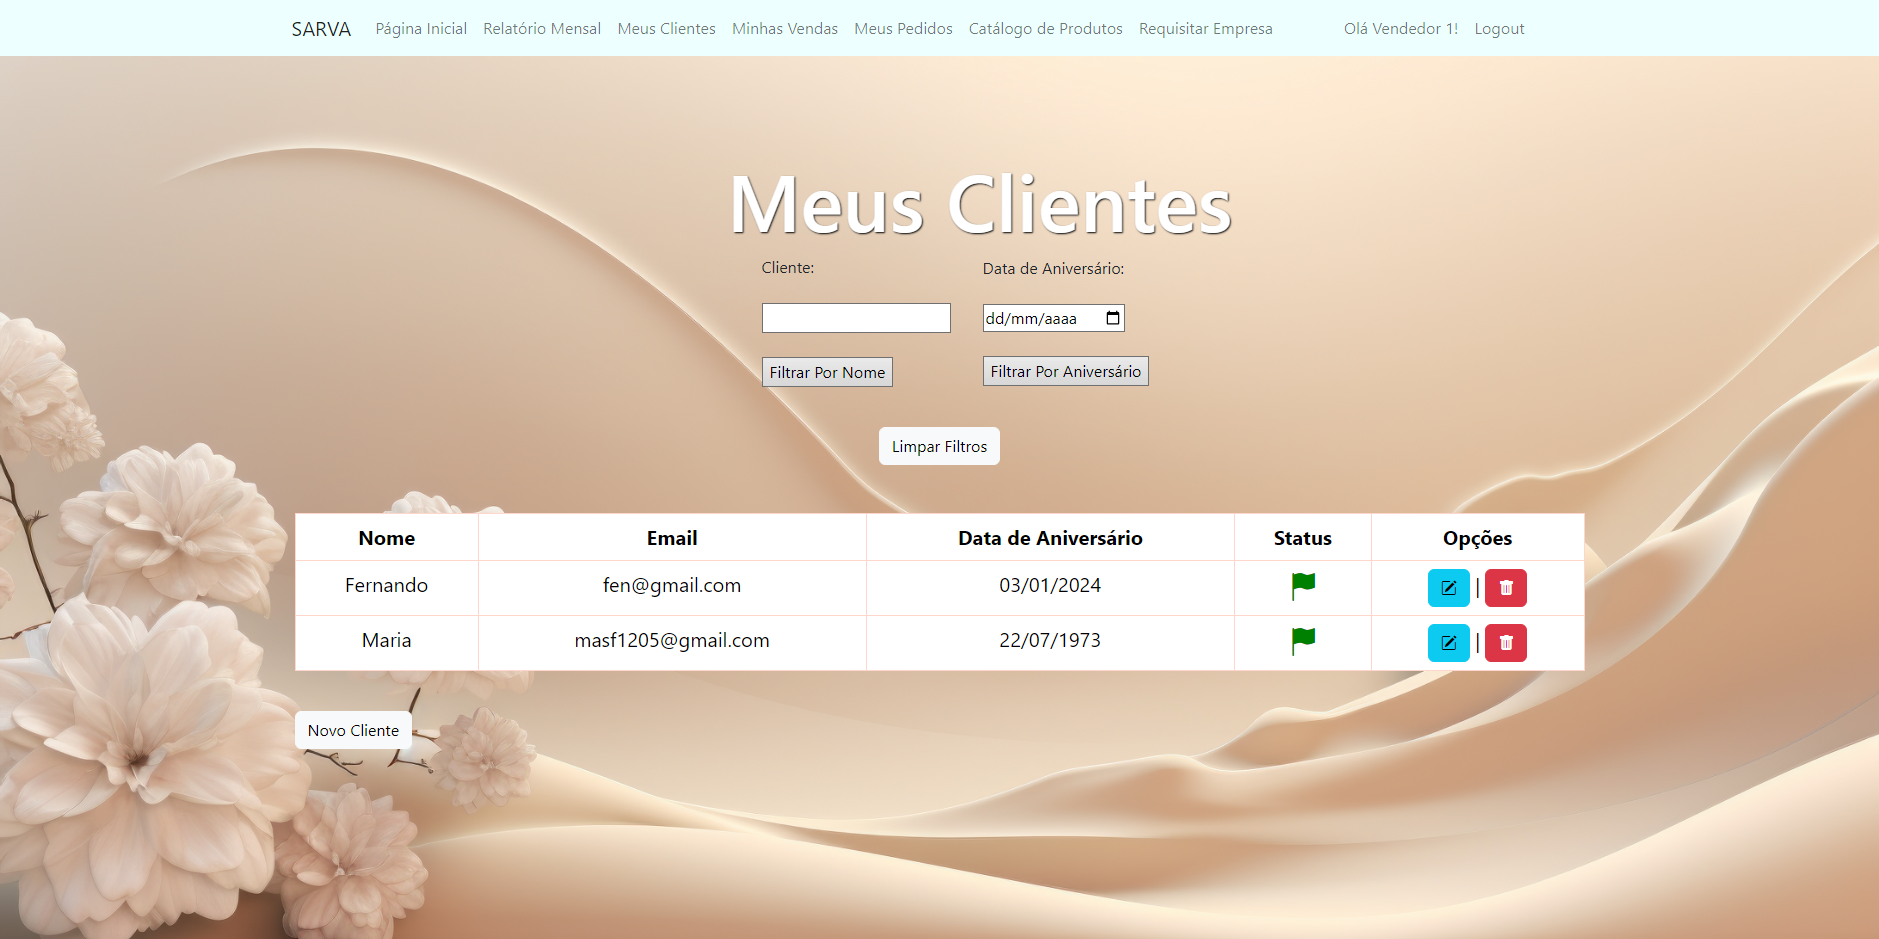 SARVA Página Inicial Relatório Mensal Meus Clientes Minhas Vendas Meus Pedidos Catálogo de Produtos Requisitar Empresa Olá Vendedor 1! Logout
Meus Clientes
Cliente: Data de Aniversário:
dd/mm/aaaa
Filtrar Por Nome Filtrar Por Aniversário
Limpar Filtros
Nome Email Data de Aniversário Status Opções
Fernando fen@gmail.com 03/01/2024 |
Maria masf1205@gmail.com 22/07/1973 |
Novo Cliente